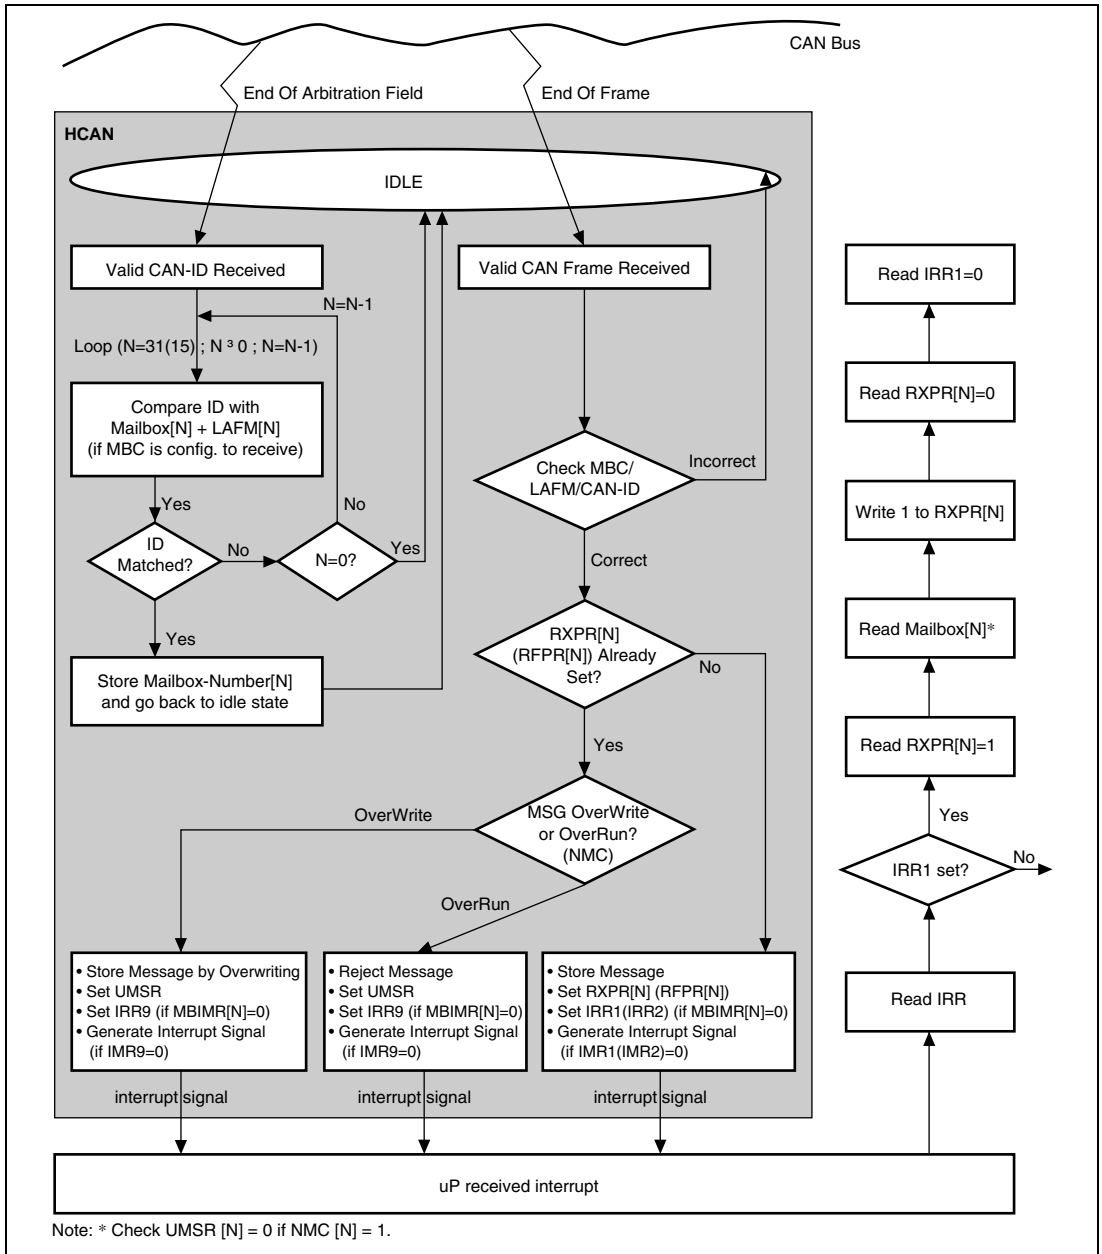 CAN Bus
End Of Arbitration Field
End Of Frame
HCAN
IDLE
Valid CAN-ID Received
Valid CAN Frame Received
Read IRR1=0
N=N-1
Loop (N=31(15) ; N ³ 0 ; N=N-1)
Compare ID with
Mailbox[N] + LAFM[N]
(if MBC is config. to receive)
Read RXPR[N]=0
Check MBC/
LAFM/CAN-ID
Incorrect
Yes
No
Write 1 to RXPR[N]
ID
Matched?
No
N=0?
Yes
Correct
Yes
RXPR[N]
(RFPR[N]) Already
Set?
No
Read Mailbox[N]*
Store Mailbox-Number[N]
and go back to idle state
Yes
Read RXPR[N]=1
OverWrite
MSG OverWrite
or OverRun?
(NMC)
Yes
IRR1 set?
No
OverRun
• Store Message by Overwriting
• Set UMSR
• Set IRR9 (if MBIMR[N]=0)
• Generate Interrupt Signal
(if IMR9=0)
• Reject Message
• Set UMSR
• Set IRR9 (if MBIMR[N]=0)
• Generate Interrupt Signal
(if IMR9=0)
• Store Message
• Set RXPR[N] (RFPR[N])
• Set IRR1(IRR2) (if MBIMR[N]=0)
• Generate Interrupt Signal
(if IMR1(IMR2)=0)
Read IRR
interrupt signal
interrupt signal
interrupt signal
uP received interrupt
Note: * Check UMSR [N] = 0 if NMC [N] = 1.